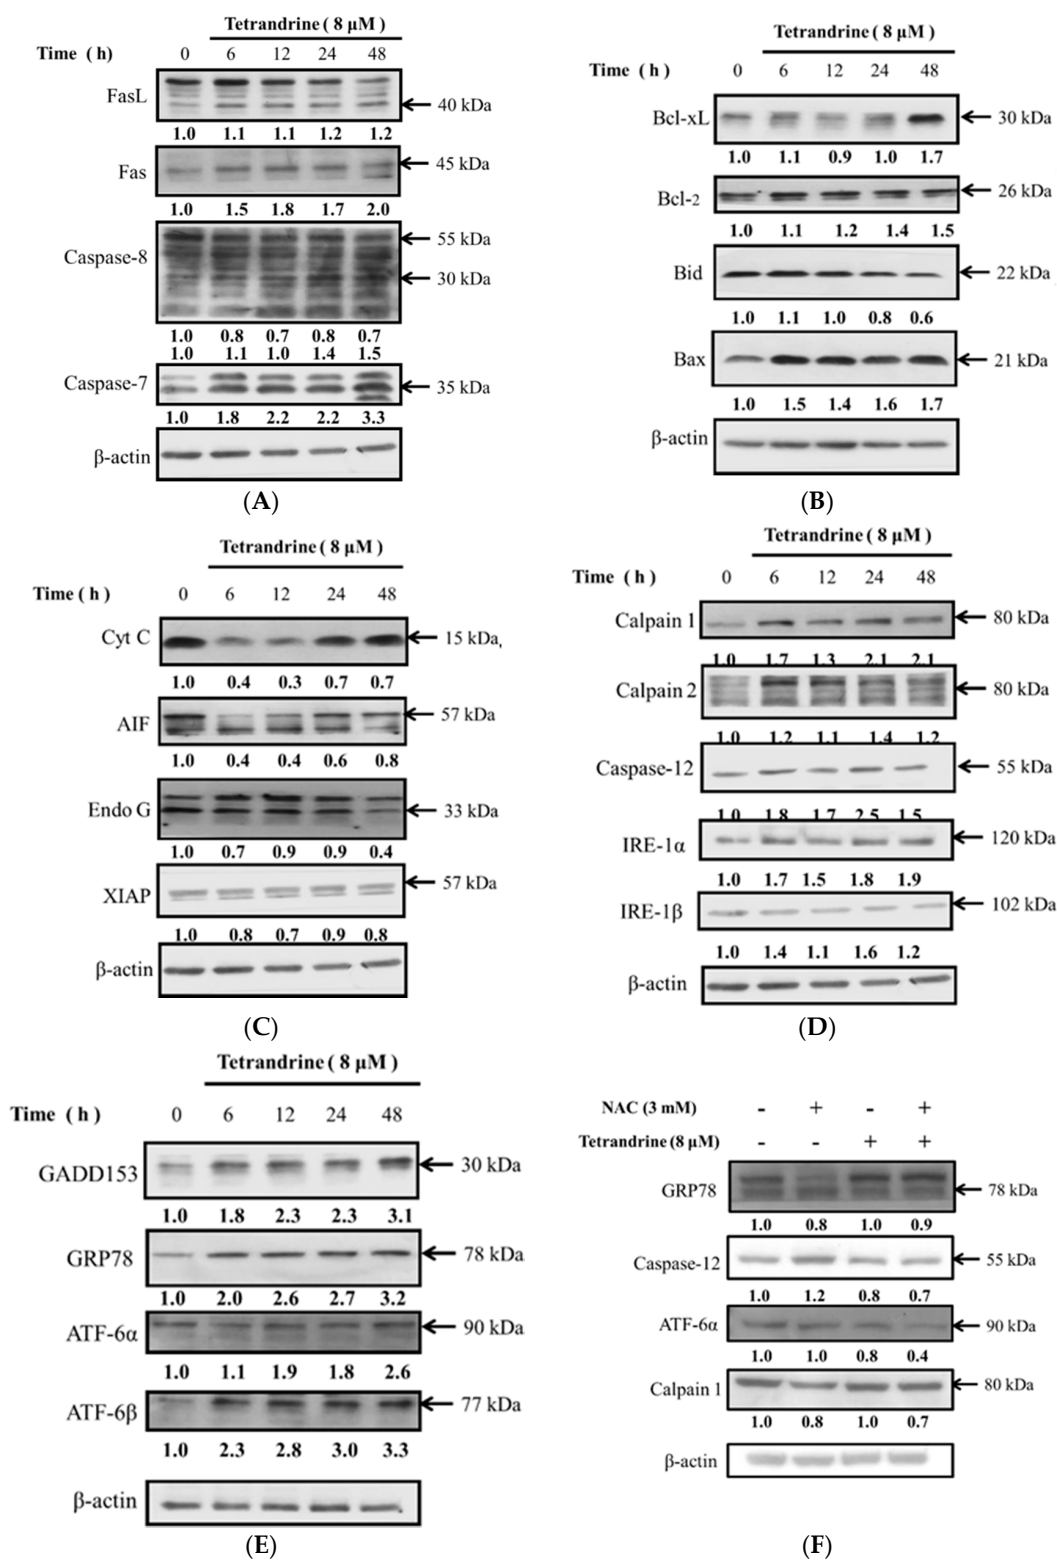 Tetrandrine ( 8 μM )
Time ( h) 0 6 12 24 48
FasL 40 kDa
1.0 1.1 1.1 1.2 1.2
Fas 45 kDa
1.0 1.5 1.8 1.7 2.0
55 kDa
Caspase-8
30 kDa
1.0 0.8 0.7 0.8 0.7
1.0 1.1 1.0 1.4 1.5
Caspase-7 35 kDa
1.0 1.8 2.2 2.2 3.3
β-actin
(A)
Tetrandrine ( 8 μM )
Time ( h ) 0 6 12 24 48
Bcl-xL 30 kDa
1.0 1.1 0.9 1.0 1.7
Bcl-2 26 kDa
1.0 1.1 1.2 1.4 1.5
Bid 22 kDa
1.0 1.1 1.0 0.8 0.6
Bax 21 kDa
1.0 1.5 1.4 1.6 1.7
β-actin
(B)
Tetrandrine ( 8 μM )
Time ( h ) 0 6 12 24 48
Cyt C 15 kDa,
1.0 0.4 0.3 0.7 0.7
AIF 57 kDa
1.0 0.4 0.4 0.6 0.8
Endo G 33 kDa
1.0 0.7 0.9 0.9 0.4
XIAP 57 kDa
1.0 0.8 0.7 0.9 0.8
β-actin
(C)
Tetrandrine ( 8 μM )
Time ( h ) 0 6 12 24 48
Calpain 1 80 kDa
1.0 1.7 1.3 2.1 2.1
Calpain 2 80 kDa
1.0 1.2 1.1 1.4 1.2
Caspase-12 55 kDa
1.0 1.8 1.7 2.5 1.5
IRE-1α 120 kDa
1.0 1.7 1.5 1.8 1.9
IRE-1β 102 kDa
1.0 1.4 1.1 1.6 1.2
β-actin
(D)
Tetrandrine ( 8 μM )
Time ( h ) 0 6 12 24 48
GADD153 30 kDa
1.0 1.8 2.3 2.3 3.1
GRP78 78 kDa
1.0 2.0 2.6 2.7 3.2
ATF-6α 90 kDa
1.0 1.1 1.9 1.8 2.6
ATF-6β 77 kDa
1.0 2.3 2.8 3.0 3.3
β-actin
(E)
NAC (3 mM) - + - +
Tetrandrine (8 μM) - - + +
GRP78 78 kDa
1.0 0.8 1.0 0.9
Caspase-12 55 kDa
1.0 1.2 0.8 0.7
ATF-6α 90 kDa
1.0 1.0 0.8 0.4
Calpain 1 80 kDa
1.0 0.8 1.0 0.7
β-actin
(F)